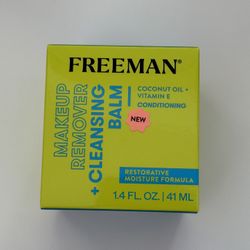 FREEMAN®
MAKEUP
REMOVER
+ CLEANSING
BALM
COCONUT OIL +
VITAMIN E
CONDITIONING
NEW
RESTORATIVE
MOISTURE FORMULA
1.4 FL. OZ. | 41 ML